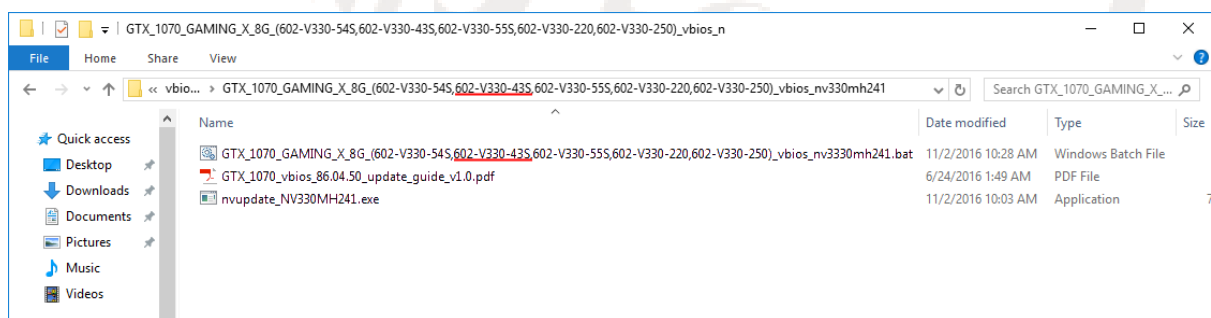 GTX_1070_GAMING_X_8G_(602-V330-54S,602-V330-43S,602-V330-55S,602-V330-220,602-V330-250)_vbios_n
File Home Share View
« vbio... > GTX_1070_GAMING_X_8G_(602-V330-54S,602-V330-43S,602-V330-55S,602-V330-220,602-V330-250)_vbios_nv330mh241 Search GTX_1070_GAMING_X_...
Name Date modified Type Size
Quick access
GTX_1070_GAMING_X_8G_(602-V330-54S,602-V330-43S,602-V330-55S,602-V330-220,602-V330-250)_vbios_nv3330mh241.bat 11/2/2016 10:28 AM Windows Batch File
Desktop
GTX_1070_vbios_86.04.50_update_guide_v1.0.pdf 6/24/2016 1:49 AM PDF File
Downloads
nvupdate_NV330MH241.exe 11/2/2016 10:03 AM Application 7
Documents
Pictures
Music
Videos